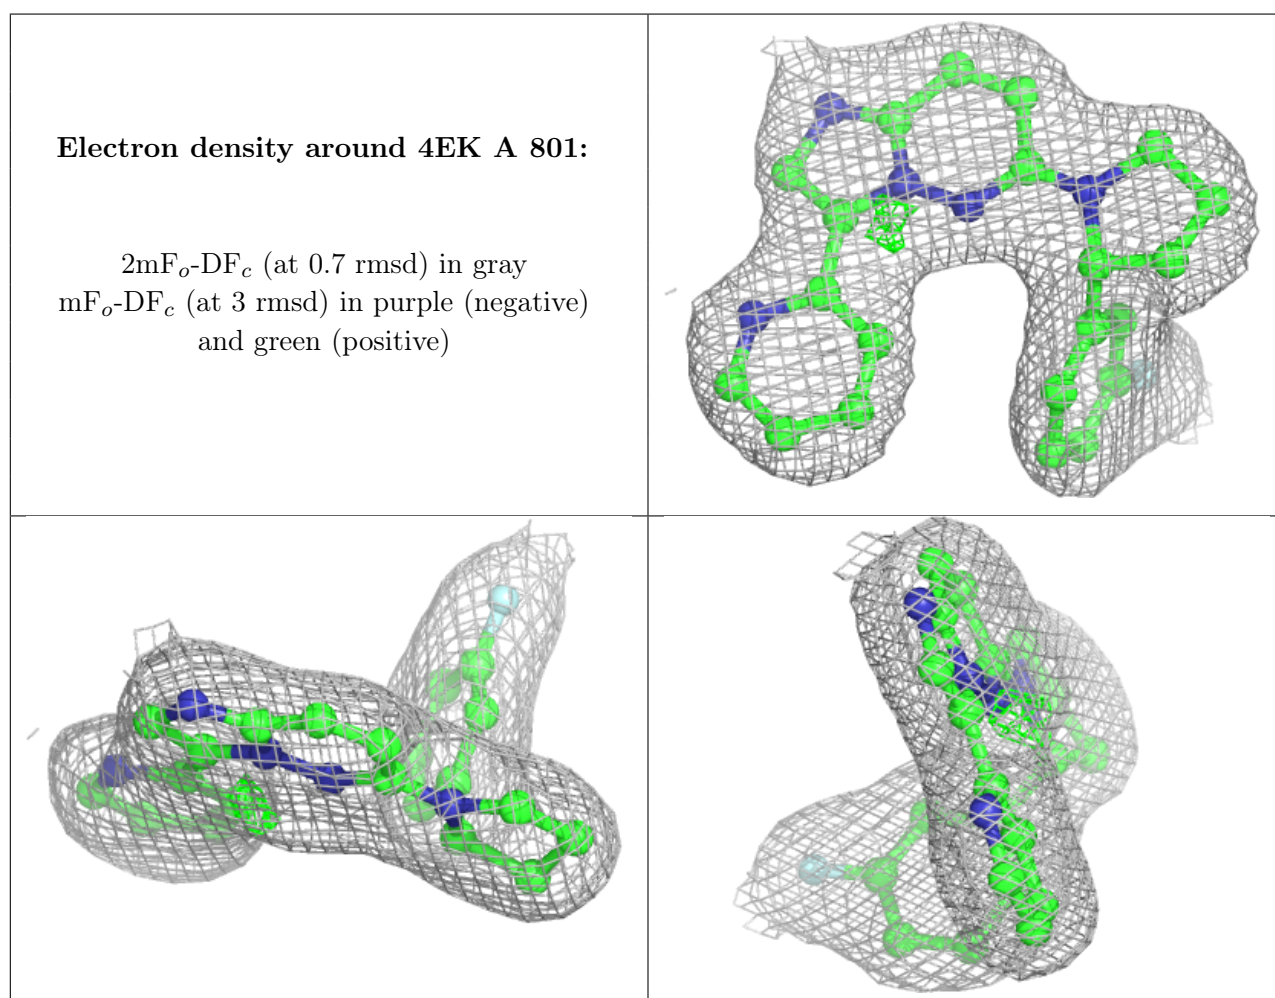 Electron density around 4EK A 801:
2mFo-DFc (at 0.7 rmsd) in gray
mFo-DFc (at 3 rmsd) in purple (negative)
and green (positive)